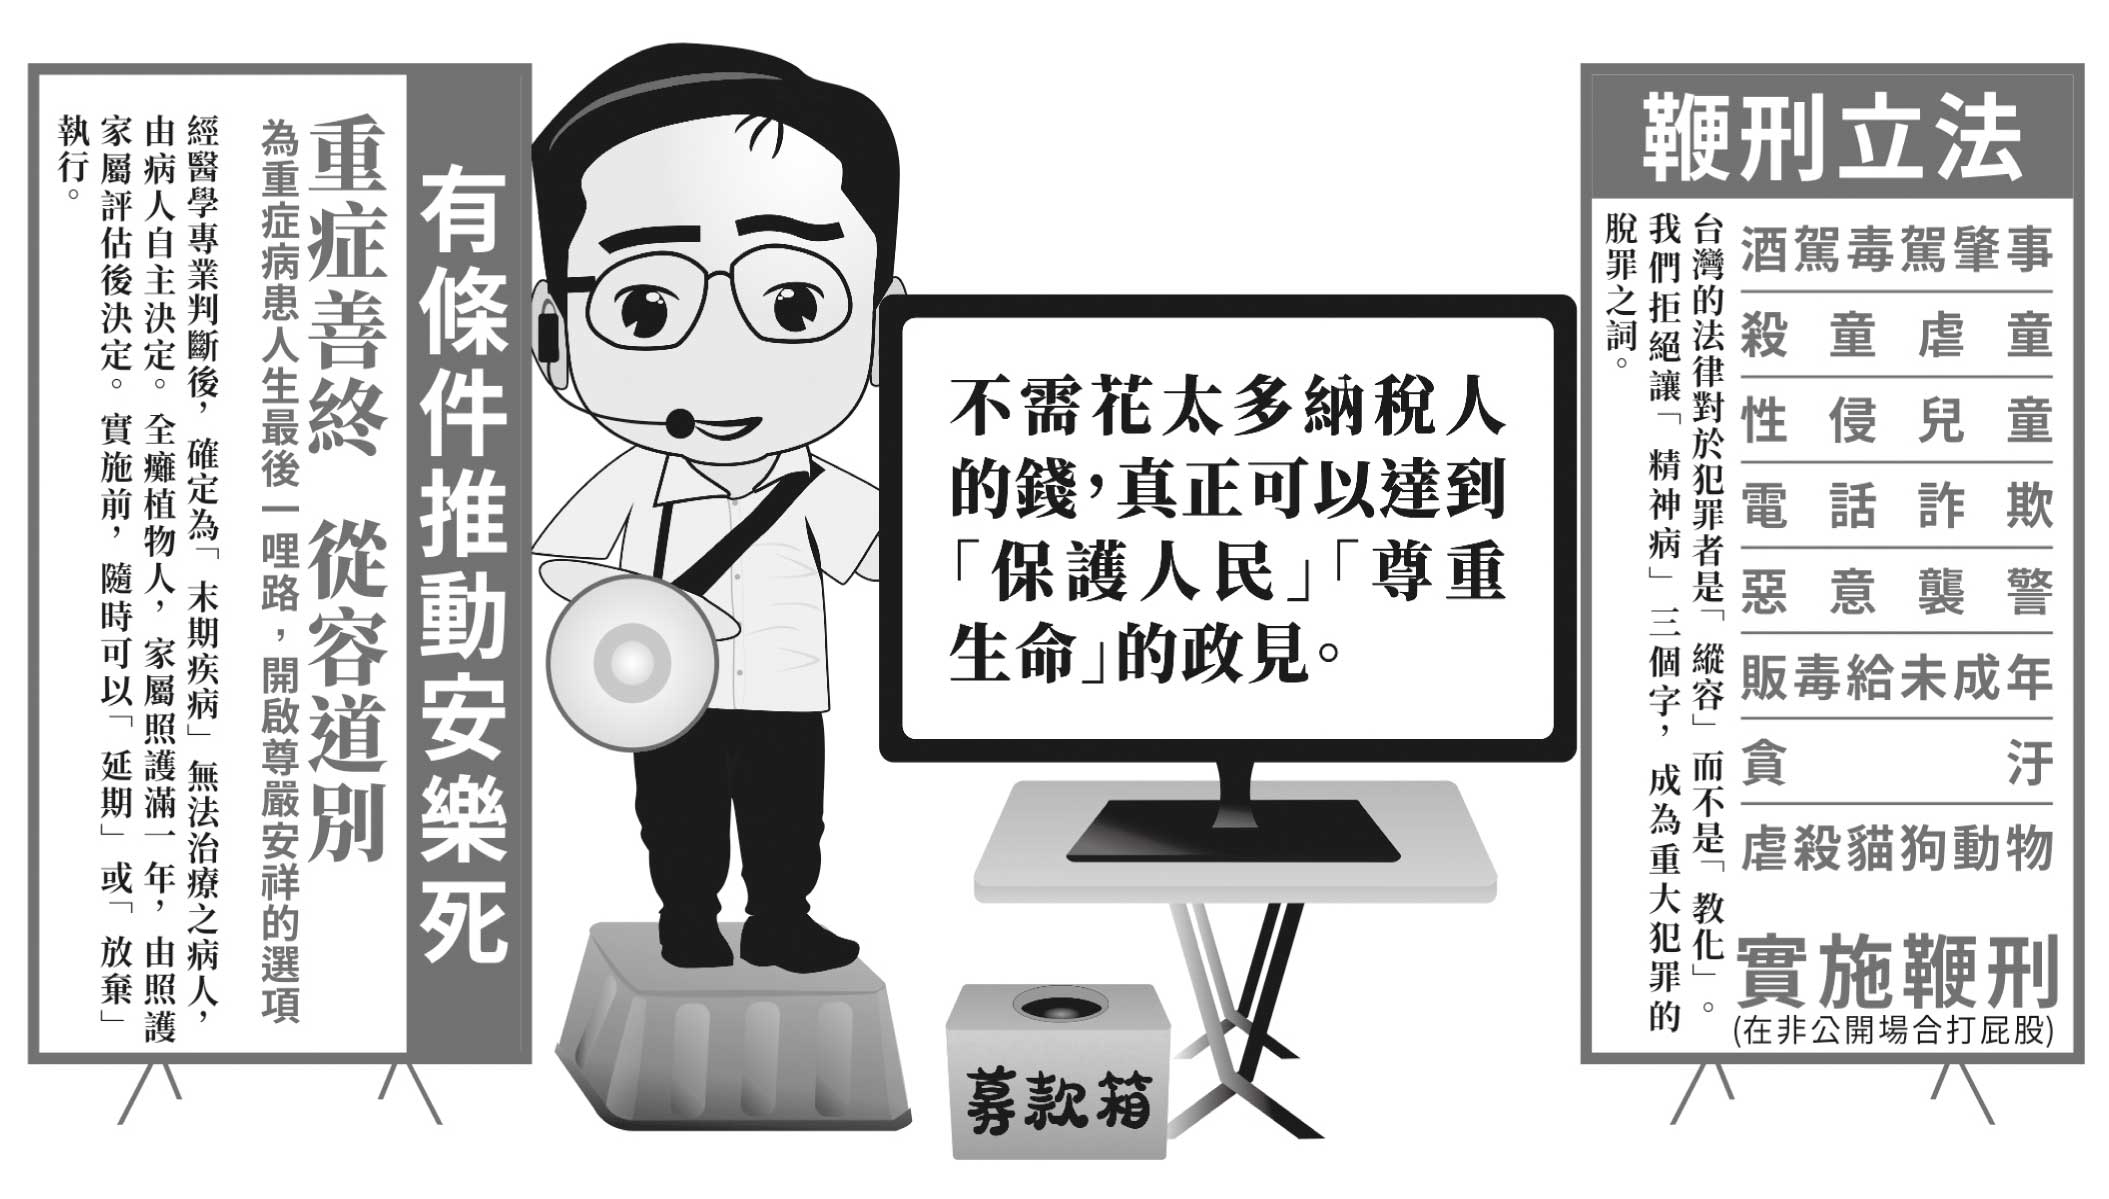 有條件推動安樂死
重症善終 從容道別
為重症病患人生最後一哩路，開啟尊嚴安祥的選項
經醫學專業判斷後，確定為「末期疾病」無法治療之病人，
由病人自主決定。全癱植物人，家屬照護滿一年，由照護
家屬評估後決定。實施前，隨時可以「延期」或「放棄」
執行。
不需花太多納稅人
的錢，真正可以達到
「保護人民」「尊重
生命」的政見。
募款箱
鞭刑立法
酒駕毒駕肇事
殺童虐童
性侵兒童
電話詐欺
惡意襲警
販毒給未成年
貪汙
虐殺貓狗動物
實施鞭刑
(在非公開場合打屁股)
台灣的法律對於犯罪者是「縱容」而不是「教化」。
我們拒絕讓「精神病」三個字，成為重大犯罪的
脫罪之詞。